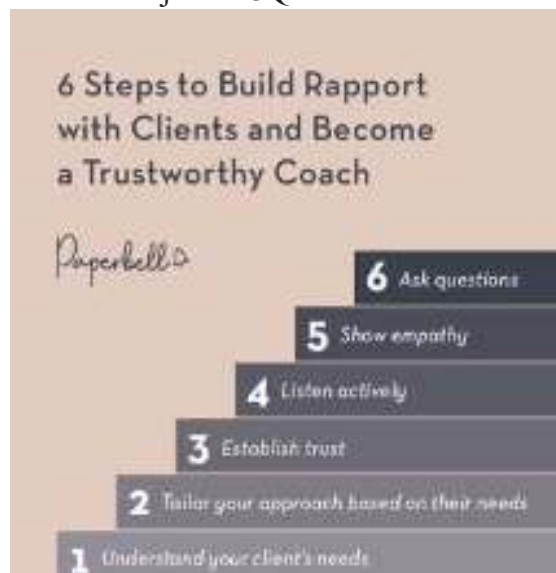 6 Steps to Build Rapport
with Clients and Become
a Trustworthy Coach
Paperbell
6 Ask questions
5 Show empathy
4 Listen actively
3 Establish trust
2 Tailor your approach based on their needs
1 Understand your client's needs